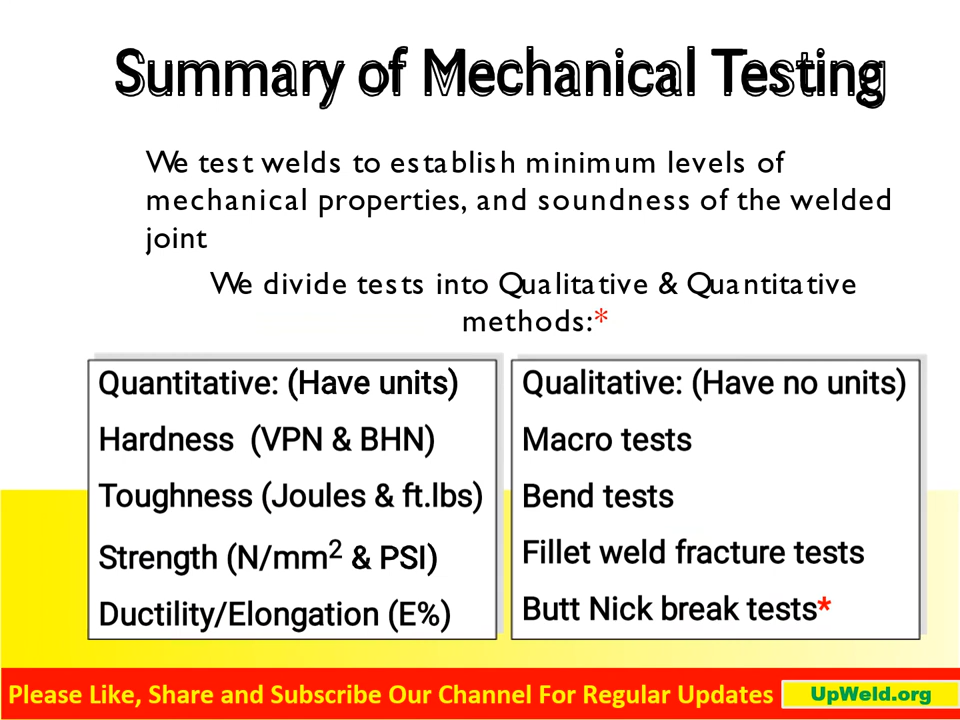 Summary of Mechanical Testing
We test welds to establish minimum levels of
mechanical properties, and soundness of the welded
joint
We divide tests into Qualitative & Quantitative
methods:*
Quantitative: (Have units)
Hardness (VPN & BHN)
Toughness (Joules & ft.lbs)
Strength (N/mm² & PSI)
Ductility/Elongation (E%)
Qualitative: (Have no units)
Macro tests
Bend tests
Fillet weld fracture tests
Butt Nick break tests*
Please Like, Share and Subscribe Our Channel For Regular Updates
UpWeld.org